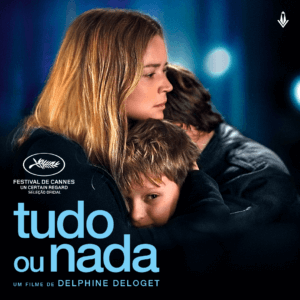 FESTIVAL DE CANNES
UN CERTAIN REGARD
SELEÇÃO OFICIAL
tudo
ou nada
UM FILME DE DELPHINE DELOGET